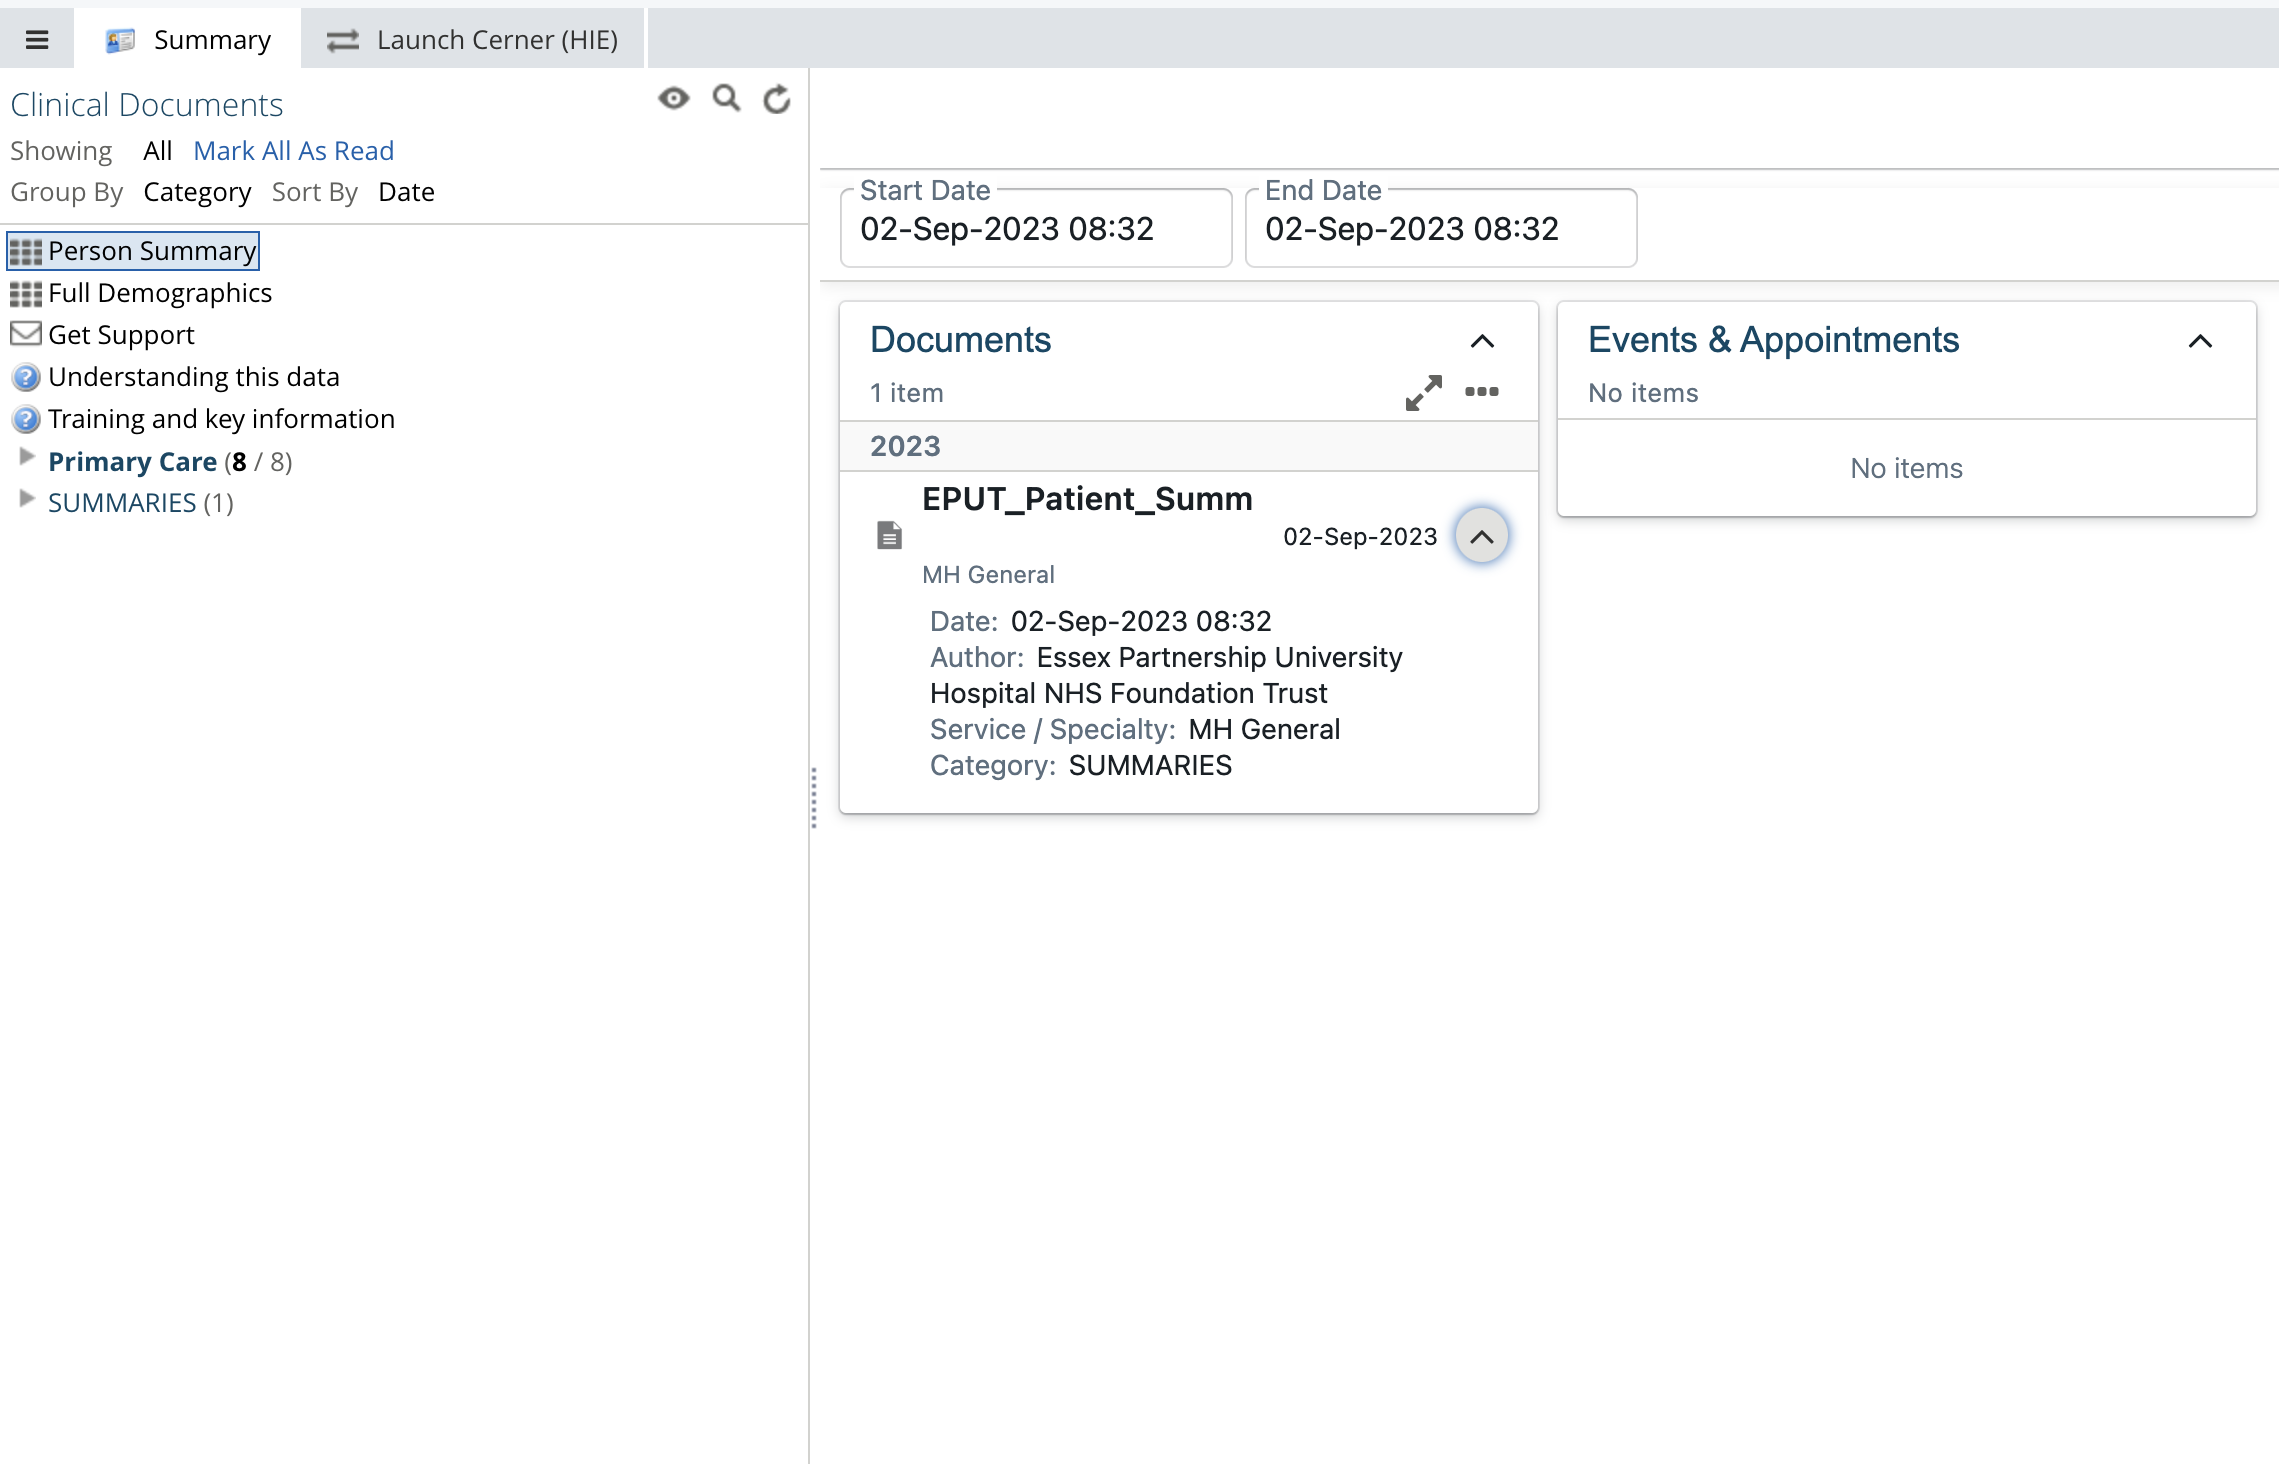 Summary
Launch Cerner (HIE)
Clinical Documents
Showing All Mark All As Read
Group By Category Sort By Date
Person Summary
Full Demographics
Get Support
Understanding this data
Training and key information
Primary Care (8 / 8)
SUMMARIES (1)
Start Date
02-Sep-2023 08:32
End Date
02-Sep-2023 08:32
Documents
1 item
2023
EPUT_Patient_Summ
02-Sep-2023
MH General
Date: 02-Sep-2023 08:32
Author: Essex Partnership University
Hospital NHS Foundation Trust
Service / Specialty: MH General
Category: SUMMARIES
Events & Appointments
No items
No items